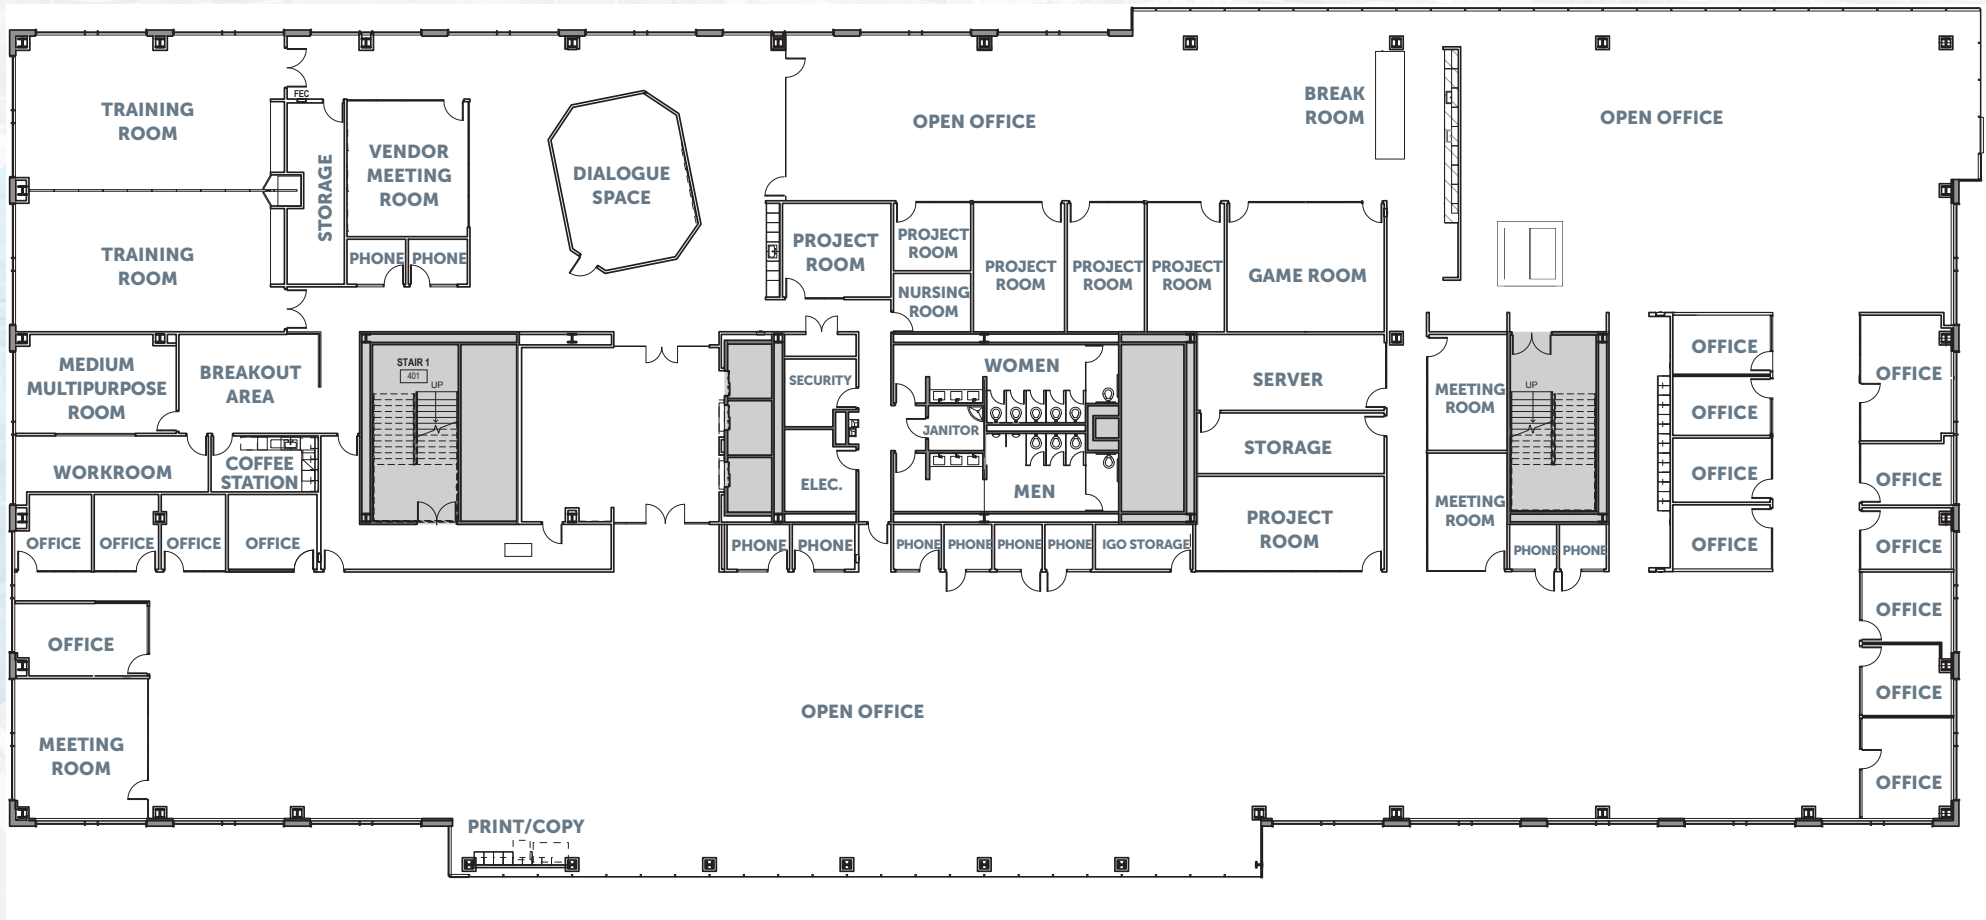 TRAINING
ROOM
FEC
STORAGE
VENDOR
MEETING
ROOM
PHONE
PHONE
DIALOGUE
SPACE
OPEN OFFICE
BREAK
ROOM
OPEN OFFICE
TRAINING
ROOM
PROJECT
ROOM
PROJECT
ROOM
NURSING
ROOM
PROJECT
ROOM
PROJECT
ROOM
PROJECT
ROOM
GAME ROOM
MEDIUM
MULTIPURPOSE
ROOM
BREAKOUT
AREA
STAIR 1
401
UP
SECURITY
WOMEN
JANITOR
MEN
ELEC.
SERVER
STORAGE
PROJECT
ROOM
MEETING
ROOM
MEETING
ROOM
UP
OFFICE
OFFICE
OFFICE
OFFICE
OFFICE
OFFICE
OFFICE
OFFICE
OFFICE
OFFICE
WORKROOM
COFFEE
STATION
OFFICE
OFFICE
OFFICE
OFFICE
PHONE
PHONE
PHONE
PHONE
PHONE
PHONE
IGO STORAGE
PHONE
PHONE
OFFICE
MEETING
ROOM
OPEN OFFICE
PRINT/COPY